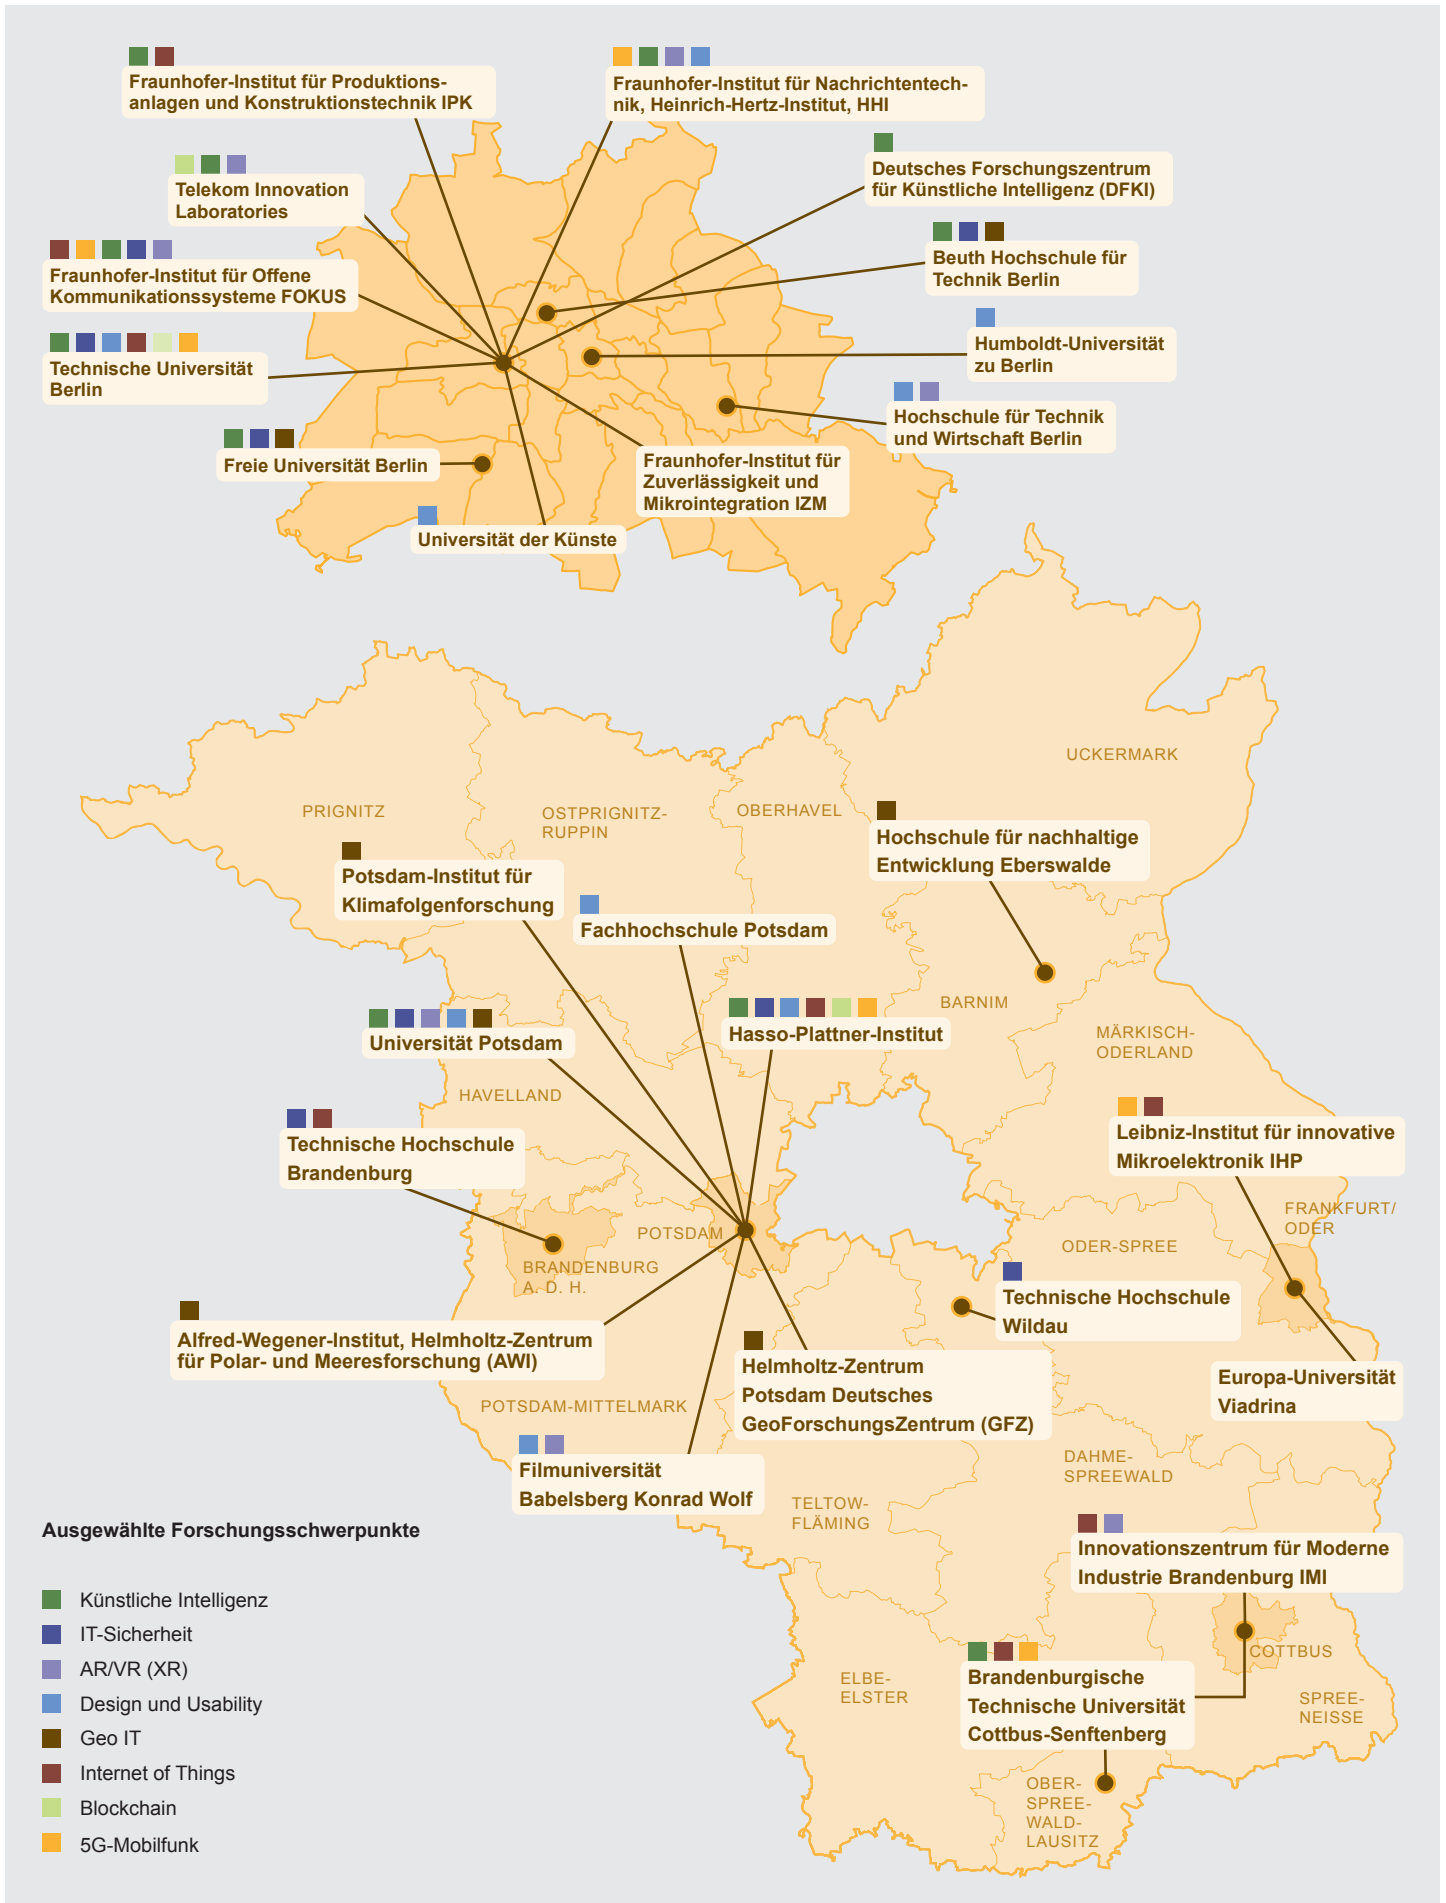 Fraunhofer-Institut für Produktions-
anlagen und Konstruktionstechnik IPK
Fraunhofer-Institut für Nachrichtentech-
nik, Heinrich-Hertz-Institut, HHI
Deutsches Forschungszentrum
für Künstliche Intelligenz (DFKI)
Telekom Innovation
Laboratories
Beuth Hochschule für
Technik Berlin
Fraunhofer-Institut für Offene
Kommunikationssysteme FOKUS
Humboldt-Universität
zu Berlin
Technische Universität
Berlin
Hochschule für Technik
und Wirtschaft Berlin
Freie Universität Berlin
Fraunhofer-Institut für
Zuverlässigkeit und
Mikrointegration IZM
Universität der Künste
UCKERMARK
PRIGNITZ
OSTPRIGNITZ-
RUPPIN
OBERHAVEL
Hochschule für nachhaltige
Entwicklung Eberswalde
Potsdam-Institut für
Klimafolgenforschung
Fachhochschule Potsdam
BARNIM
MÄRKISCH-
ODERLAND
Universität Potsdam
Hasso-Plattner-Institut
HAVELLAND
Technische Hochschule
Brandenburg
Leibniz-Institut für innovative
Mikroelektronik IHP
FRANKFURT/
ODER
POTSDAM
ODER-SPREE
BRANDENBURG
A. D. H.
Technische Hochschule
Wildau
Alfred-Wegener-Institut, Helmholtz-Zentrum
für Polar- und Meeresforschung (AWI)
Helmholtz-Zentrum
Potsdam Deutsches
GeoForschungsZentrum (GFZ)
Europa-Universität
Viadrina
POTSDAM-MITTELMARK
Filmuniversität
Babelsberg Konrad Wolf
DAHME-
SPREEWALD
TELTOW-
FLÄMING
Innovationszentrum für Moderne
Industrie Brandenburg IMI
COTTBUS
Brandenburgische
Technische Universität
Cottbus-Senftenberg
ELBE-
ELSTER
SPREE-
NEISSE
OBER-
SPREE-
WALD-
LAUSITZ
Ausgewählte Forschungsschwerpunkte
Künstliche Intelligenz
IT-Sicherheit
AR/VR (XR)
Design und Usability
Geo IT
Internet of Things
Blockchain
5G-Mobilfunk